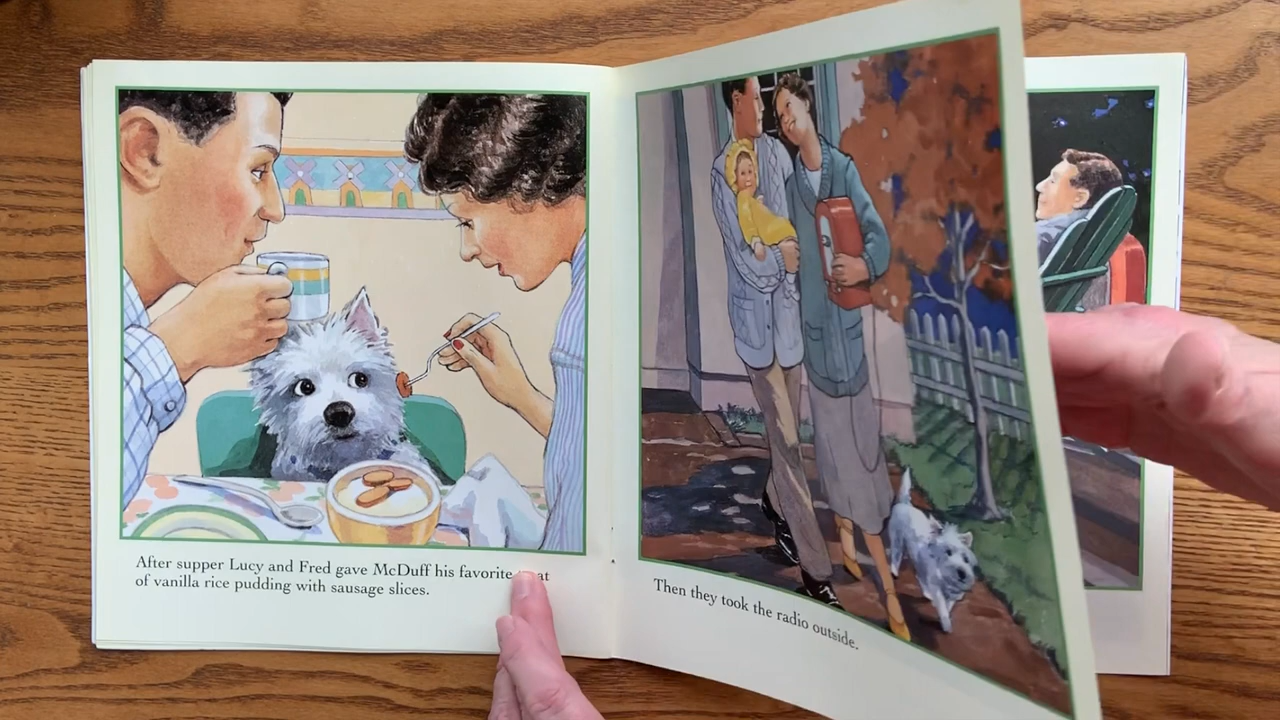 After supper Lucy and Fred gave McDuff his favorite
of vanilla rice pudding with sausage slices.
Then they took the radio outside.